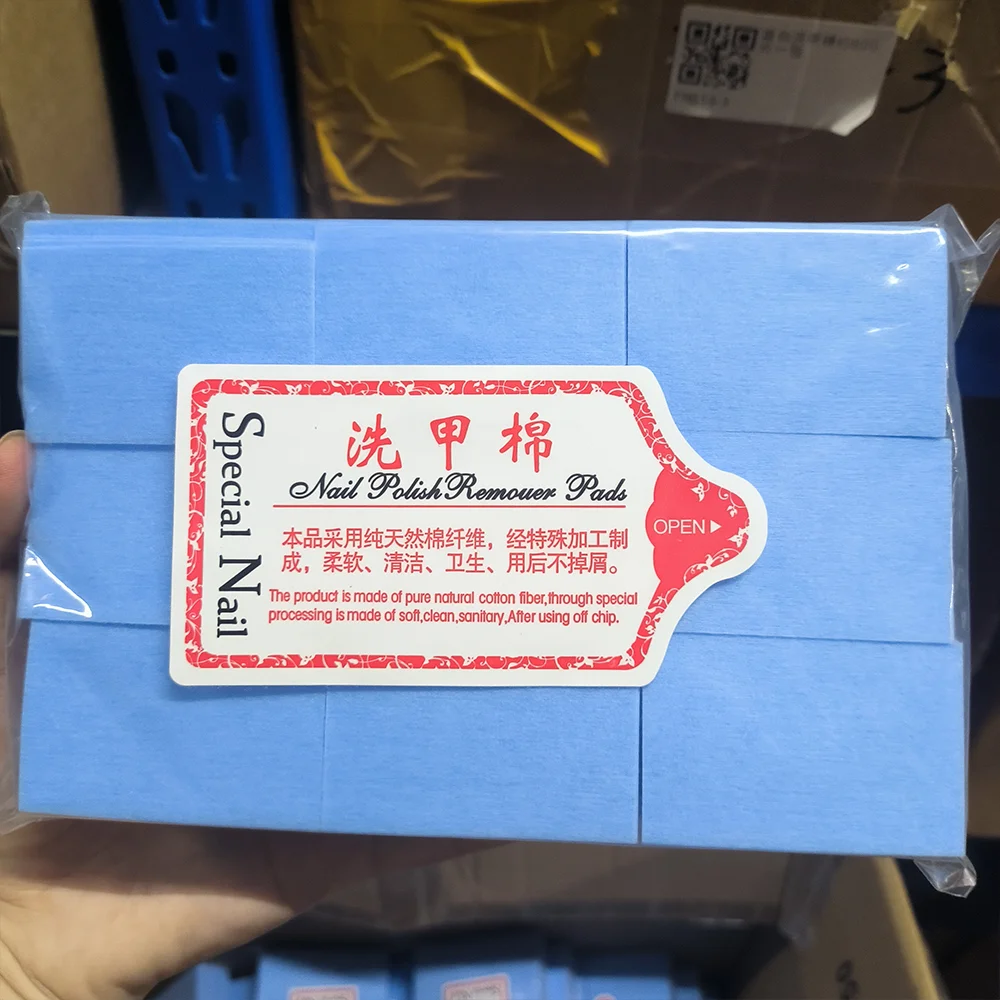 洗甲棉
Nail Polish Remouer Pads
本品采用纯天然棉纤维，经特殊加工制
成，柔软、清洁、卫生、用后不掉屑。
The product is made of pure natural cotton fiber,through special
processing is made of soft,clean,sanitary,After using off chip.
Special Nail
OPEN
3